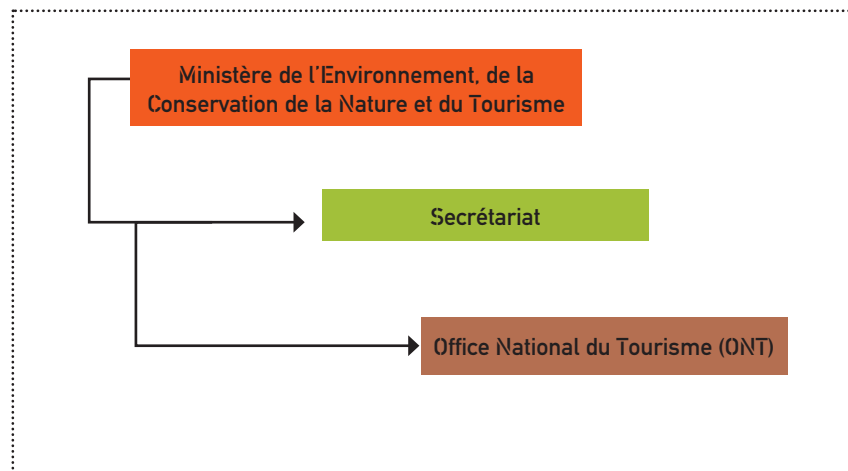 Ministère de l'Environnement, de la
Conservation de la Nature et du Tourisme
Secrétariat
Office National du Tourisme (ONT)